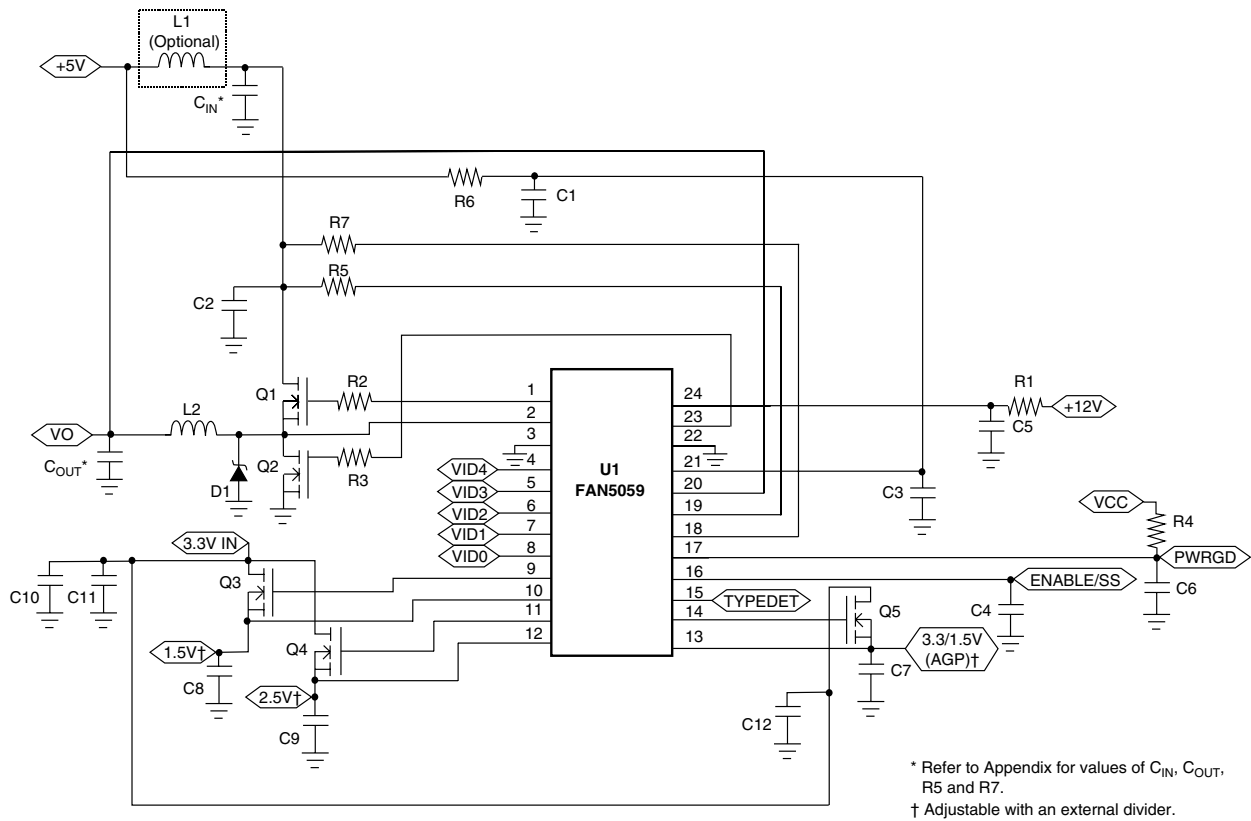 L1
(Optional)
+5V
CIN*
R6
C1
R7
R5
C2
Q1
R2
1
24
R1
+12V
L2
2
23
C5
VO
3
22
COUT*
Q2
R3
4
U1
21
D1
VID4
FAN5059
5
20
C3
VID3
6
19
VCC
VID2
7
18
R4
VID1
8
17
PWRGD
VID0
3.3V IN
9
16
ENABLE/SS
C6
C10
C11
Q3
10
15
TYPEDET
C4
11
14
Q5
12
13
3.3/1.5V
(AGP)†
1.5V†
Q4
C8
C7
2.5V†
C9
C12
* Refer to Appendix for values of CIN, COUT,
R5 and R7.
† Adjustable with an external divider.